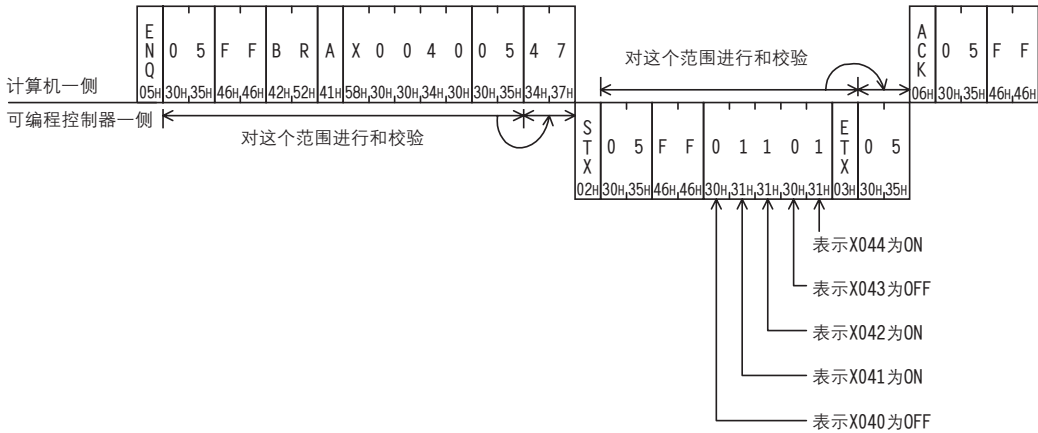 ENQ 0 5 F F B R A X 0 0 4 0 0 5 4 7
05H 30H,35H 46H,46H 42H,52H 41H 58H,30H,30H,34H,30H 30H,35H 34H,37H
对这个范围进行和校验
ACK 0 5 F F
06H 30H,35H 46H,46H
计算机一侧
可编程控制器一侧
对这个范围进行和校验
STX 0 5 F F 0 1 1 0 1 ETX 0 5
02H 30H,35H 46H,46H 30H,31H,31H,30H,31H 03H 30H,35H
表示X044为ON
表示X043为OFF
表示X042为ON
表示X041为ON
表示X040为OFF